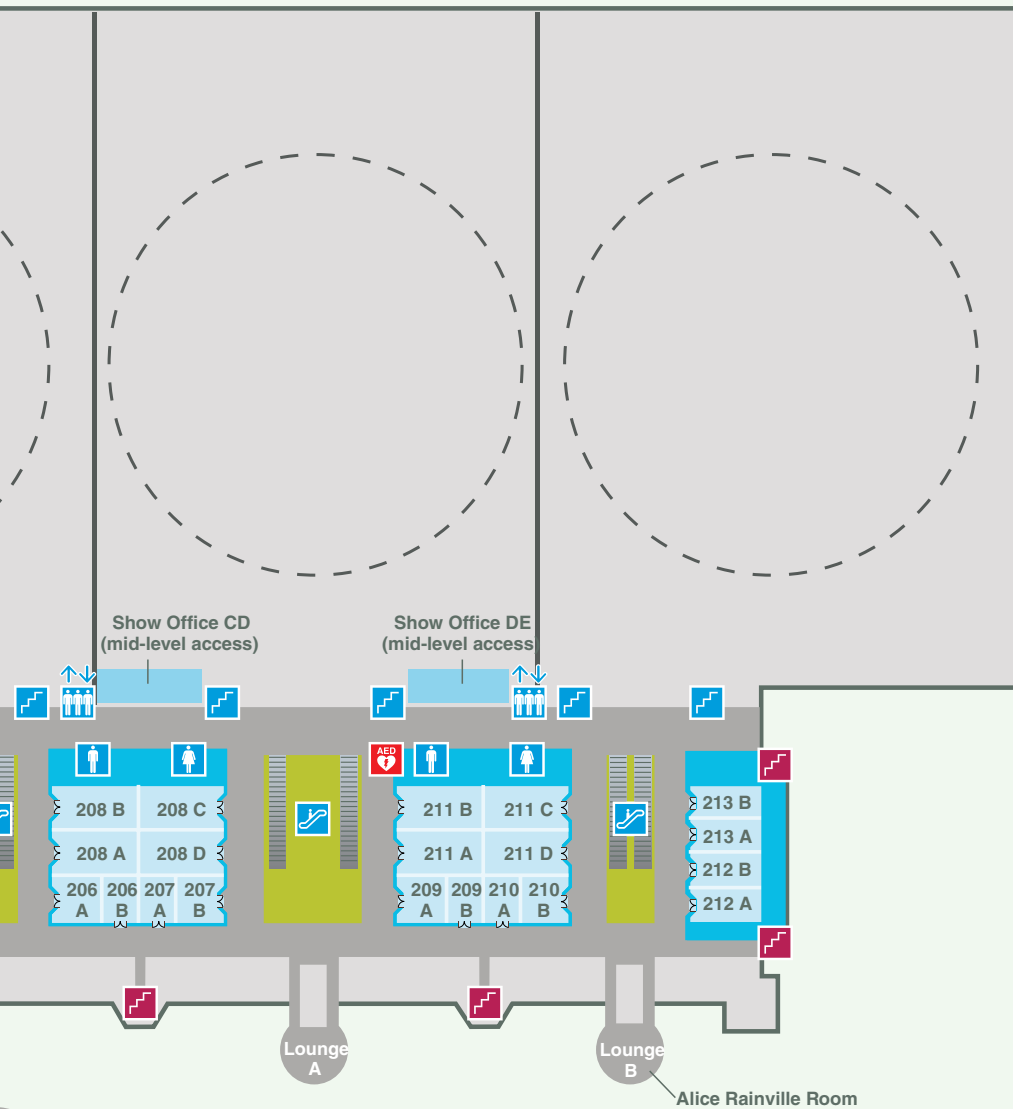 Show Office CD
(mid-level access)
Show Office DE
(mid-level access)
AED
208 B
208 C
208 A
208 D
206
A
206
B
207
A
207
B
211 B
211 C
211 A
211 D
209
A
209
B
210
A
210
B
213 B
213 A
212 B
212 A
Lounge
A
Lounge
B
Alice Rainville Room